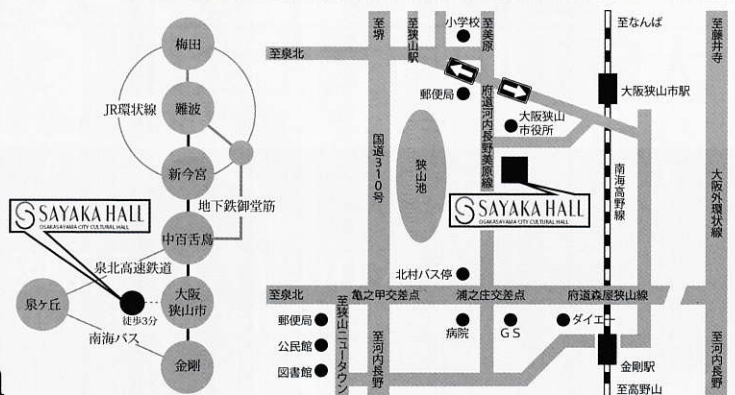 梅田
JR環状線
難波
新今宮
地下鉄御堂筋
SAYAKA HALL
OSAKASAYAMA CITY CULTURAL HALL
中百舌鳥
泉北高速鉄道
泉ヶ丘
大阪
狭山市
徒歩3分
南海バス
金剛
至堺
至狭山駅
小学校
至美原
至なんば
至藤井寺
至泉北
郵便局
大阪狭山市駅
大阪狭山
市役所
国道310号
狭山池
府道河内長野美原線
南海高野線
大阪外環状線
SAYAKA HALL
OSAKASAYAMA CITY CULTURAL HALL
北村バス停
至泉北
亀之甲交差点
浦之庄交差点
府道森屋狭山線
郵便局
公民館
図書館
至狭山ニュータウン
至河内長野
病院
GS
ダイエー
金剛駅
至高野山
至河内長野